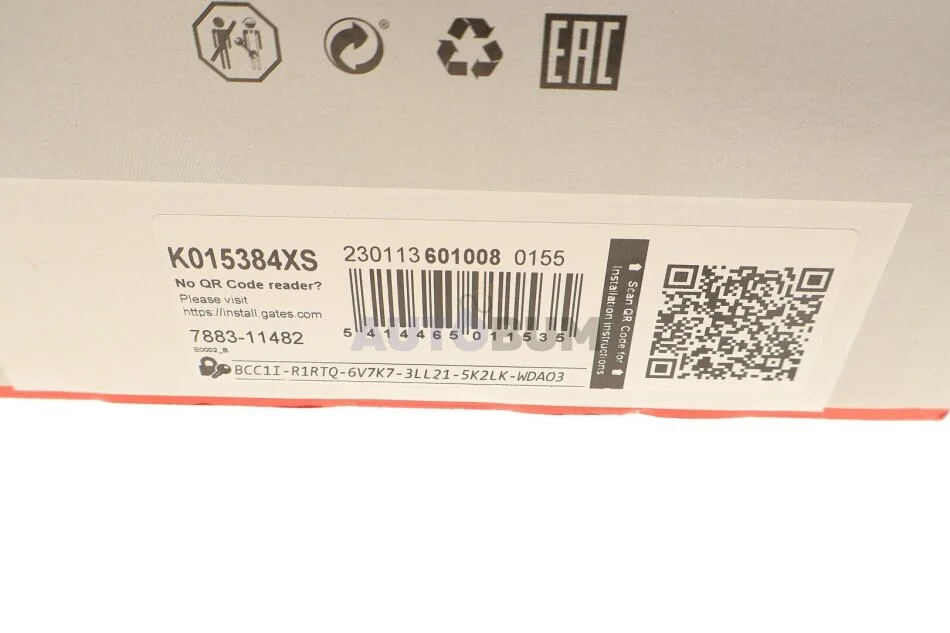 EAC
K015384XS
230113 601008 0155
No QR Code reader?
Please visit
https://install.gates.com
7883-11482
E0002_B
5 414465 011535
AUTOBUM
BCC1I-R1RTQ-6V7K7-3LL21-5K2LK-WDAO3
Scan QR Code for
installation instructions